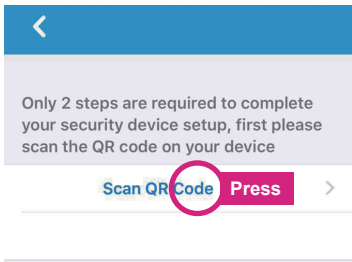 Only 2 steps are required to complete
your security device setup, first please
scan the QR code on your device
Scan QR Code Press